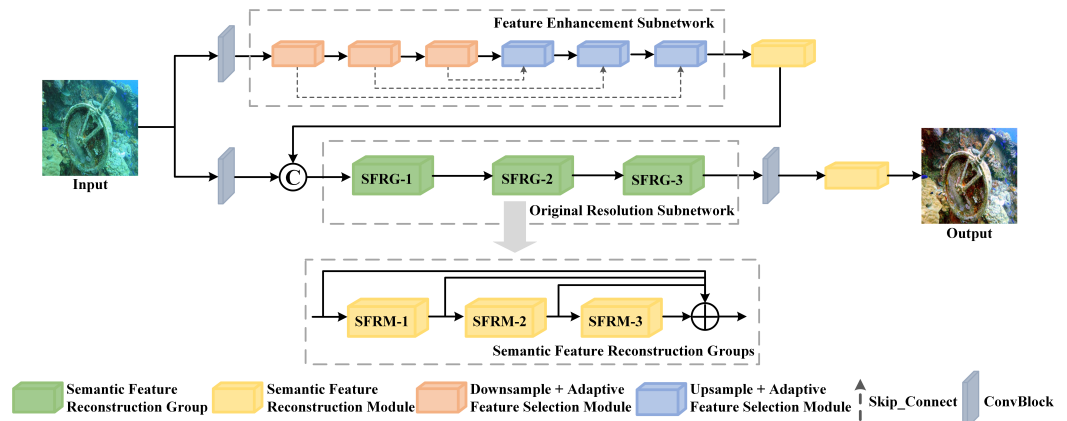 Feature Enhancement Subnetwork
Input
C
SFRG-1
SFRG-2
SFRG-3
Original Resolution Subnetwork
Output
SFRM-1
SFRM-2
SFRM-3
Semantic Feature Reconstruction Groups
Semantic Feature
Reconstruction Group
Semantic Feature
Reconstruction Module
Downsample + Adaptive
Feature Selection Module
Upsample + Adaptive
Feature Selection Module
Skip_Connect
ConvBlock